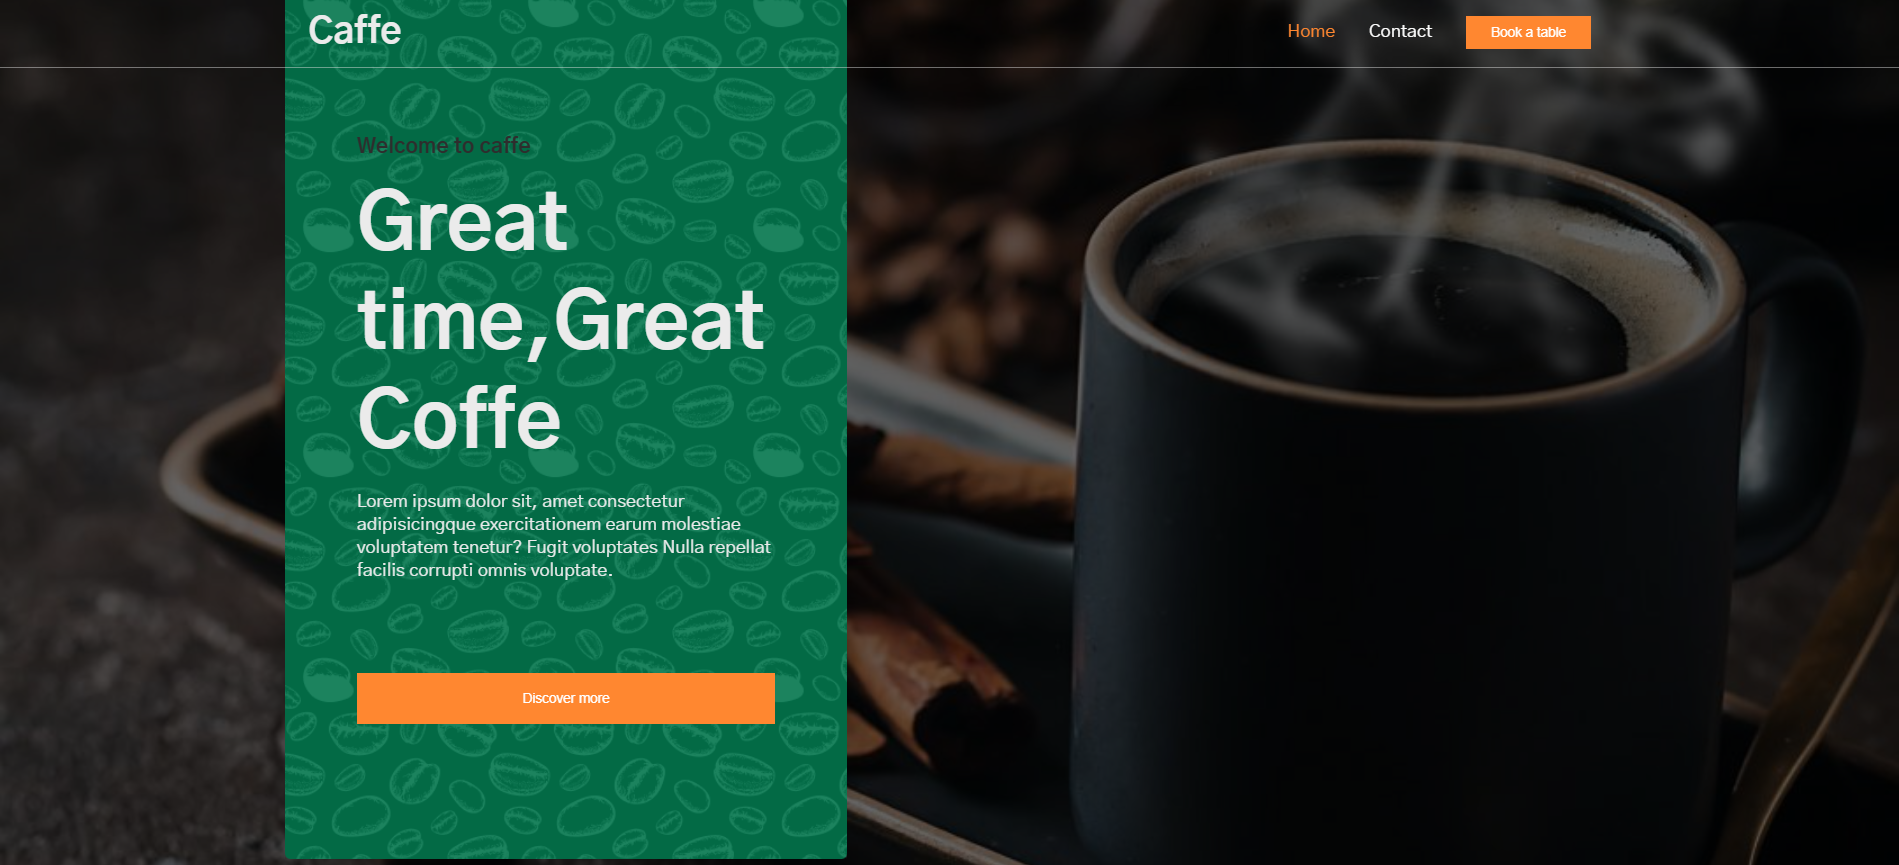 Caffe
Home
Contact
Book a table
Welcome to caffe
Great
time,Great
Coffe
Lorem ipsum dolor sit, amet consectetur
adipisicingque exercitationem earum molestiae
voluptatem tenetur? Fugit voluptates Nulla repellat
facilis corrupti omnis voluptate.
Discover more